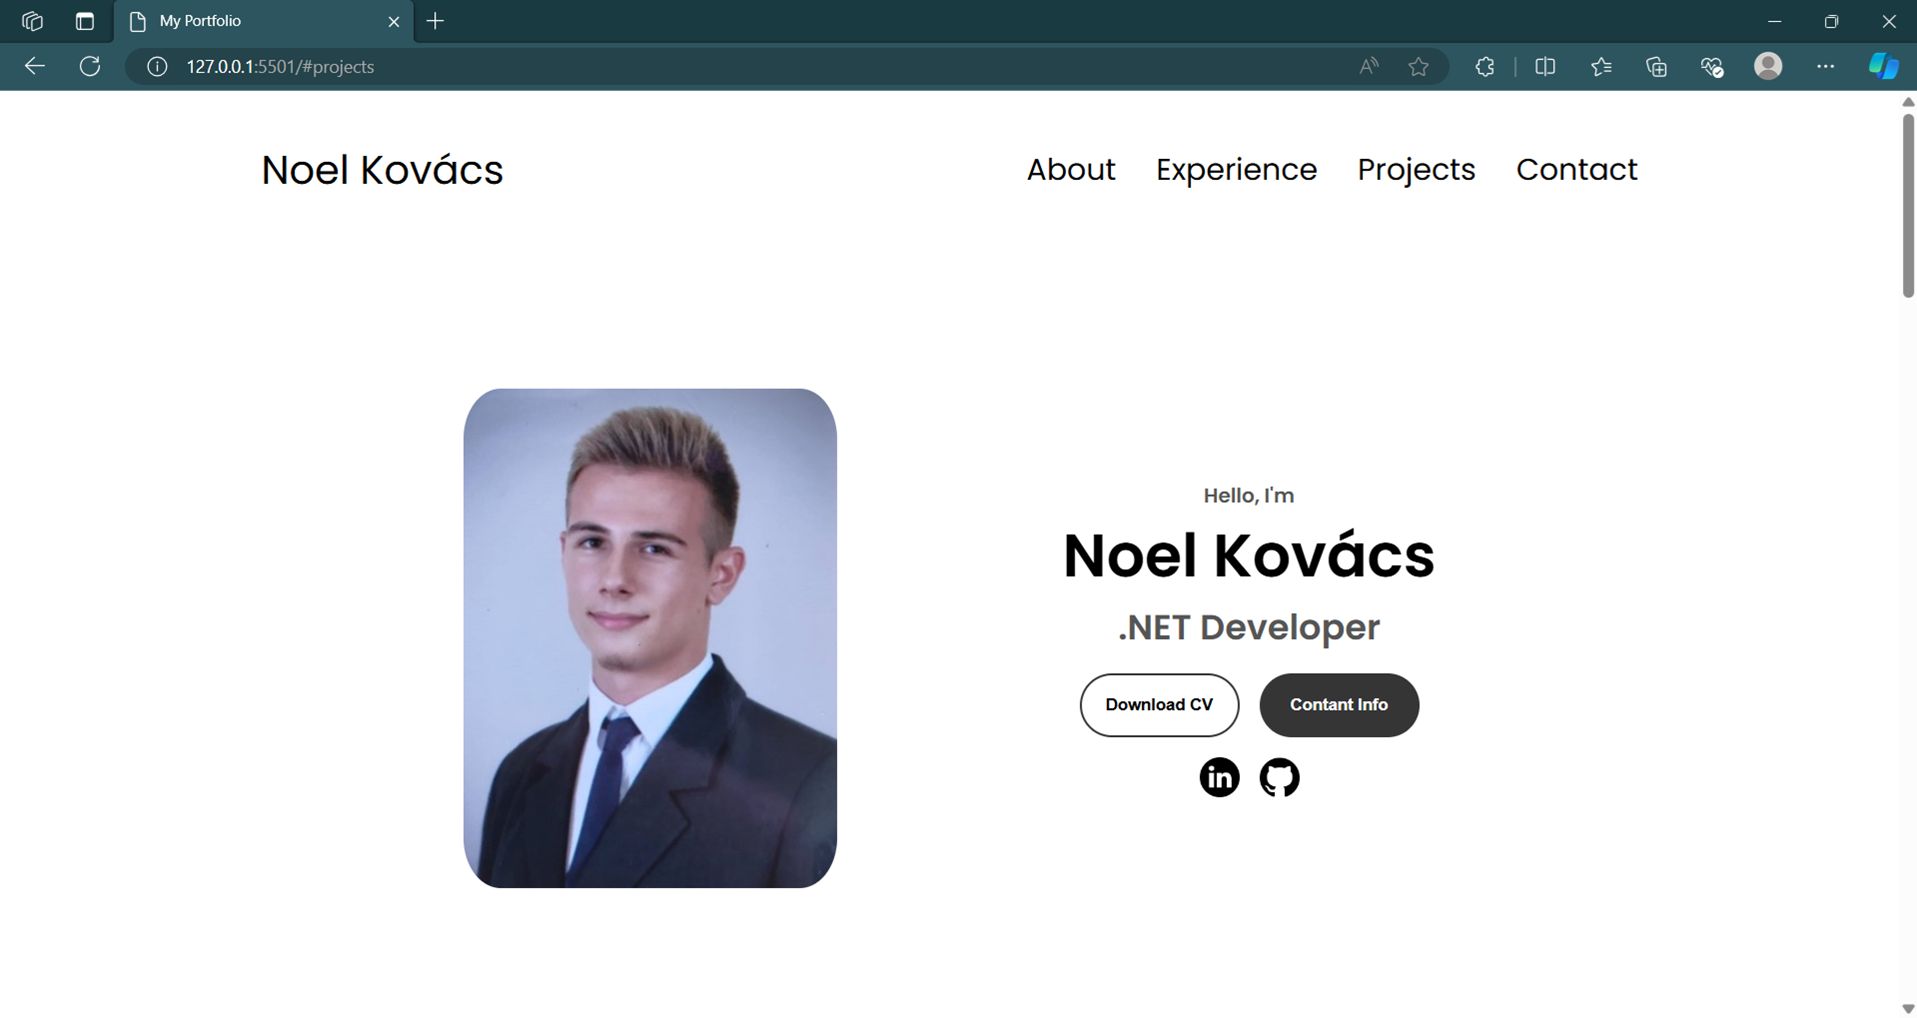 My Portfolio
127.0.0.1:5501/#projects
Noel Kovács
About Experience Projects Contact
Hello, I'm
Noel Kovács
.NET Developer
Download CV Contant Info
in